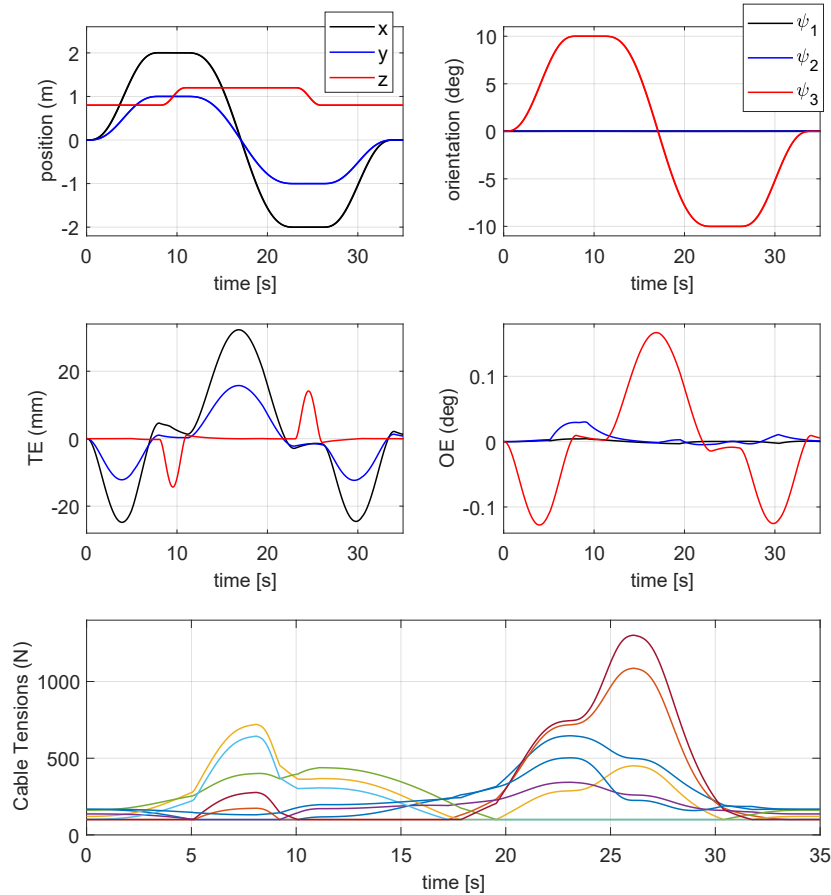 x
y
z
position (m)
2
1
0
-1
-2
0 10 20 30
time [s]
ψ1
ψ2
ψ3
orientation (deg)
10
5
0
-5
-10
0 10 20 30
time [s]
TE (mm)
20
0
-20
0 10 20 30
time [s]
OE (deg)
0.1
0
-0.1
0 10 20 30
time [s]
Cable Tensions (N)
1000
500
0
0 5 10 15 20 25 30 35
time [s]